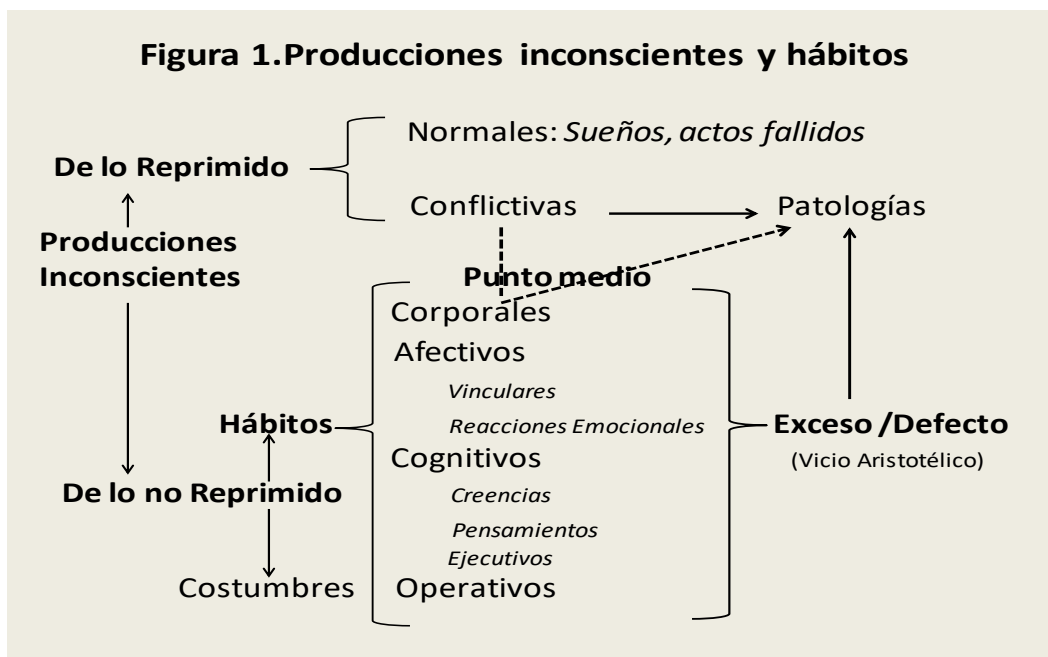 Figura 1.Producciones inconscientes y hábitos
Normales: Sueños, actos fallidos
De lo Reprimido
Conflictivas
Patologías
Producciones
Inconscientes
Punto medio
Corporales
Afectivos
Vinculares
Hábitos
Reacciones Emocionales
Exceso /Defecto
Cognitivos
(Vicio Aristotélico)
De lo no Reprimido
Creencias
Pensamientos
Ejecutivos
Costumbres
Operativos